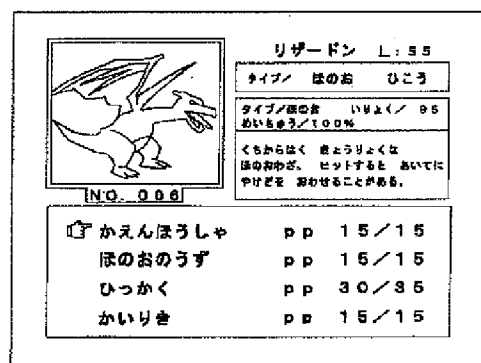 リザードン L:55
タイプ/ ほのお ひこう
タイプ/ほのお いりょく/ 95
めいちゅう/100%
くちからはく きょうりょくな
ほのおわざ。 ヒットすると あいてに
やけどを おわせることがある。
NO. 006
かえんほうしゃ pp 15/15
ほのおのうず pp 15/15
ひっかく pp 30/35
かいりき pp 15/15